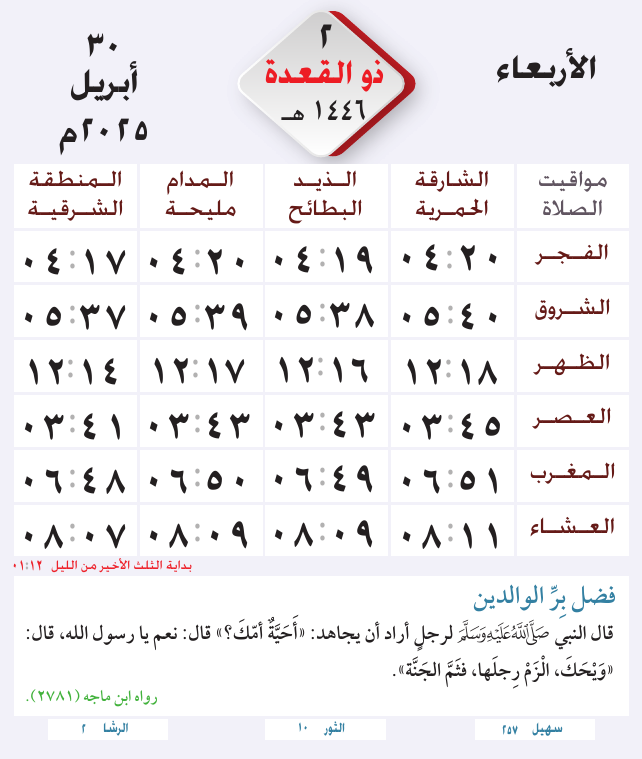 الأربعاء
٢
ذو القعدة
١٤٤٦ هـ
٣٠
أبريل
٢٠٢٥م
مواقيت الصلاة | الشارقة الحمرية | الذيد البطائح | المدام مليحة | المنطقة الشرقية
الفجر ٠٤:٢٠ ٠٤:١٩ ٠٤:٢٠ ٠٤:١٧
الشروق ٠٥:٤٠ ٠٥:٣٨ ٠٥:٣٩ ٠٥:٣٧
الظهر ١٢:١٨ ١٢:١٦ ١٢:١٧ ١٢:١٤
العصر ٠٣:٤٥ ٠٣:٤٣ ٠٣:٤٣ ٠٣:٤١
المغرب ٠٦:٥١ ٠٦:٤٩ ٠٦:٥٠ ٠٦:٤٨
العشاء ٠٨:١١ ٠٨:٠٩ ٠٨:٠٩ ٠٨:٠٧
بداية الثلث الأخير من الليل ٠١:١٢
فضل بِرِّ الوالدين
قال النبي صَلَّى اللَّهُ عَلَيْهِ وَسَلَّمَ لرجلٍ أراد أن يجاهد: «أَحَيَّةٌ أمّكَ؟» قال: نعم يا رسول الله، قال:
«وَيْحَكَ، الْزَمْ رِجلَها، فثَمَّ الجَنَّة».
رواه ابن ماجه (٢٧٨١).
سهيل ٢٥٧
الثور ١٠
الرشا ٢